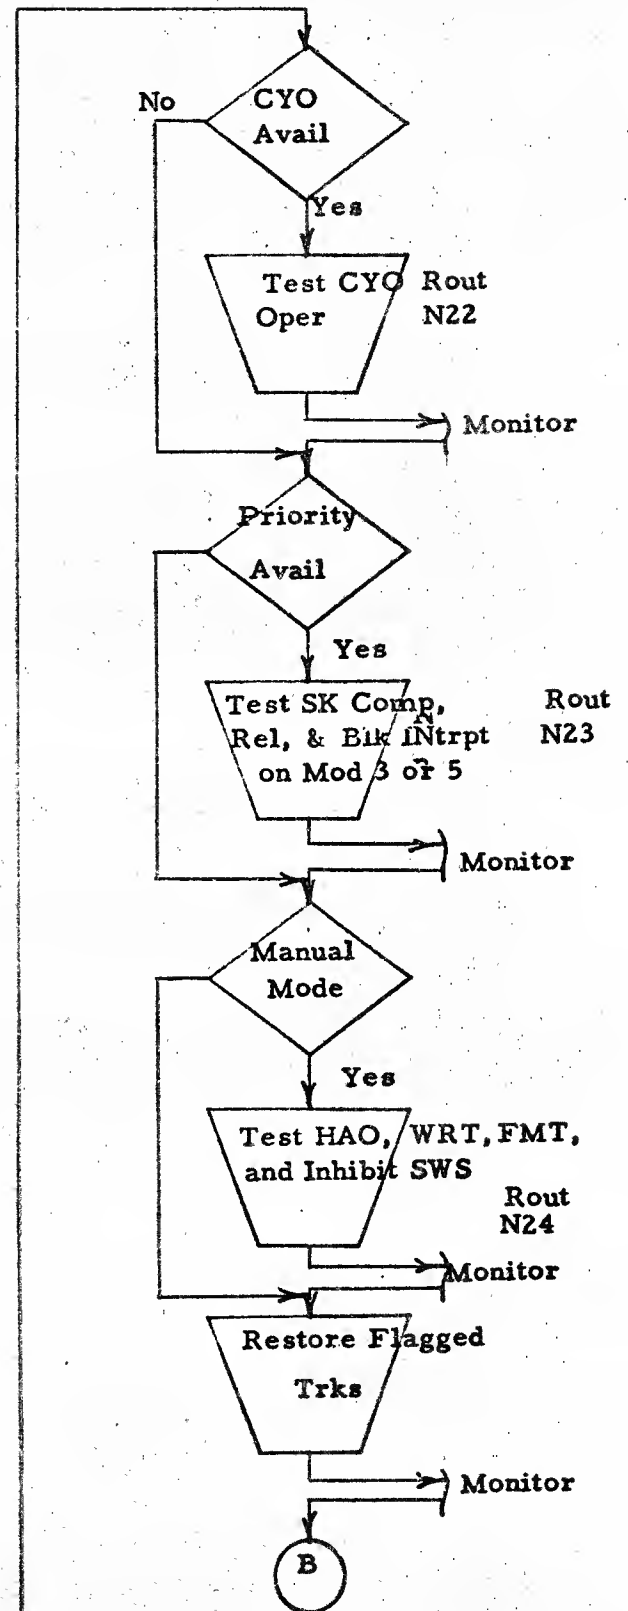 CYO
No
Avail
Yes
Test CYO Rout
Oper N22
Monitor
Priority
Avail
Yes
Test SK Comp, Rout
Rel, & Blk INtrpt N23
on Mod 3 or 5
Monitor
Manual
Mode
Yes
Test HAO, WRT, FMT,
and Inhibit SWS
Rout
N24
Monitor
Restore Flagged
Trks
Monitor
B